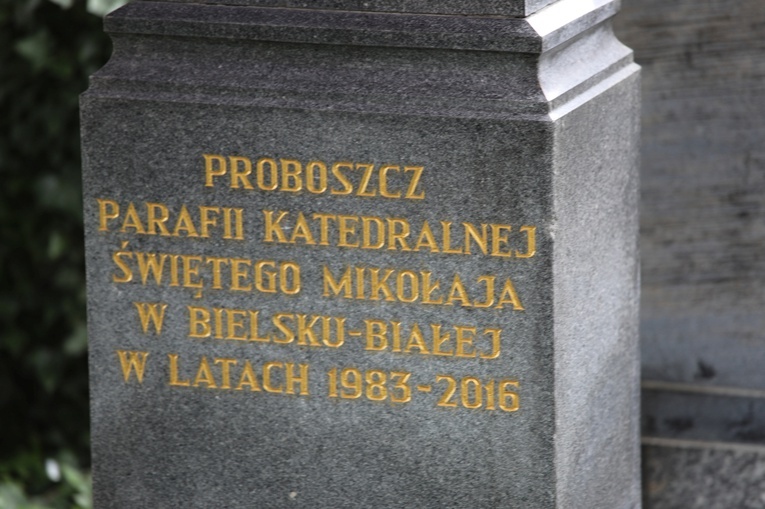 PROBOSZCZ
PARAFII KATEDRALNEJ
ŚWIĘTEGO MIKOŁAJA
W BIELSKU-BIAŁEJ
W LATACH 1983-2016